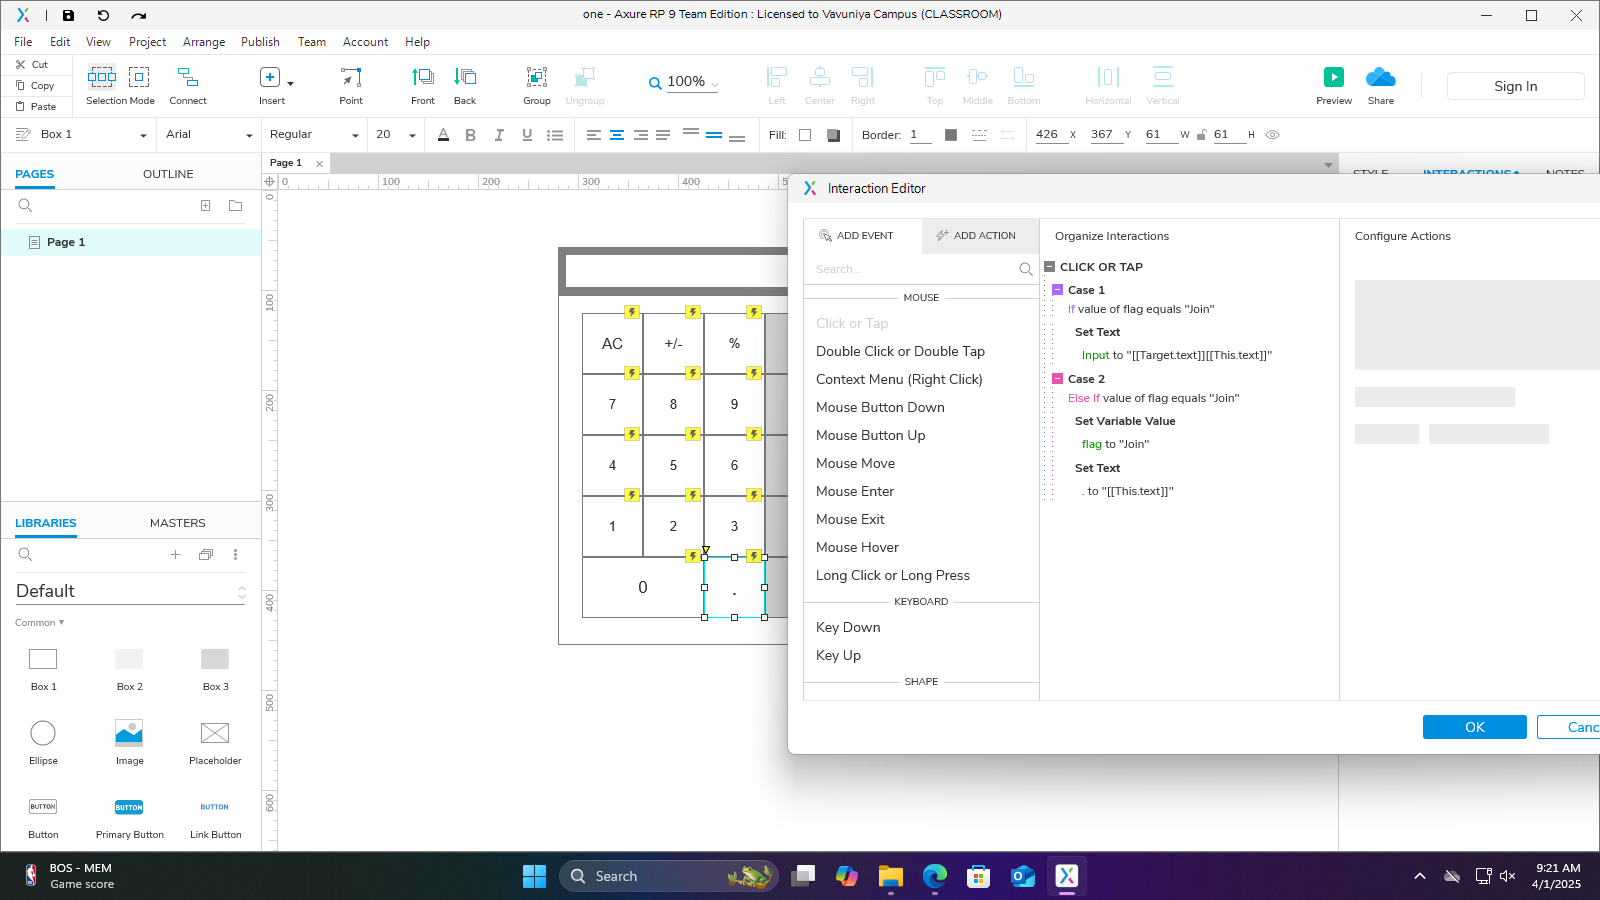 one - Axure RP 9 Team Edition : Licensed to Vavuniya Campus (CLASSROOM)
File Edit View Project Arrange Publish Team Account Help
Cut
Copy
Paste
Selection Mode
Connect
Insert
Point
Front
Back
Group
Ungroup
100%
Left
Center
Right
Top
Middle
Bottom
Horizontal
Vertical
Preview
Share
Sign In
Box 1
Arial
Regular
20
Fill:
Border: 1
426 X 367 Y 61 W 61 H
PAGES
OUTLINE
Page 1
STYLE
INTERACTIONS
NOTES
0 100 200 300 400 5
Page 1
0
100
200
300
400
500
600
AC +/- %
7 8 9
4 5 6
1 2 3
0 .
Interaction Editor
ADD EVENT
ADD ACTION
Search...
MOUSE
Click or Tap
Double Click or Double Tap
Context Menu (Right Click)
Mouse Button Down
Mouse Button Up
Mouse Move
Mouse Enter
Mouse Exit
Mouse Hover
Long Click or Long Press
KEYBOARD
Key Down
Key Up
SHAPE
Organize Interactions
CLICK OR TAP
Case 1
If value of flag equals "Join"
Set Text
Input to "[[Target.text]][[This.text]]"
Case 2
Else If value of flag equals "Join"
Set Variable Value
flag to "Join"
Set Text
. to "[[This.text]]"
Configure Actions
OK
Canc
LIBRARIES
MASTERS
Default
Common
Box 1
Box 2
Box 3
Ellipse
Image
Placeholder
BUTTON
BUTTON
BUTTON
Button
Primary Button
Link Button
BOS - MEM
Game score
Search
9:21 AM
4/1/2025